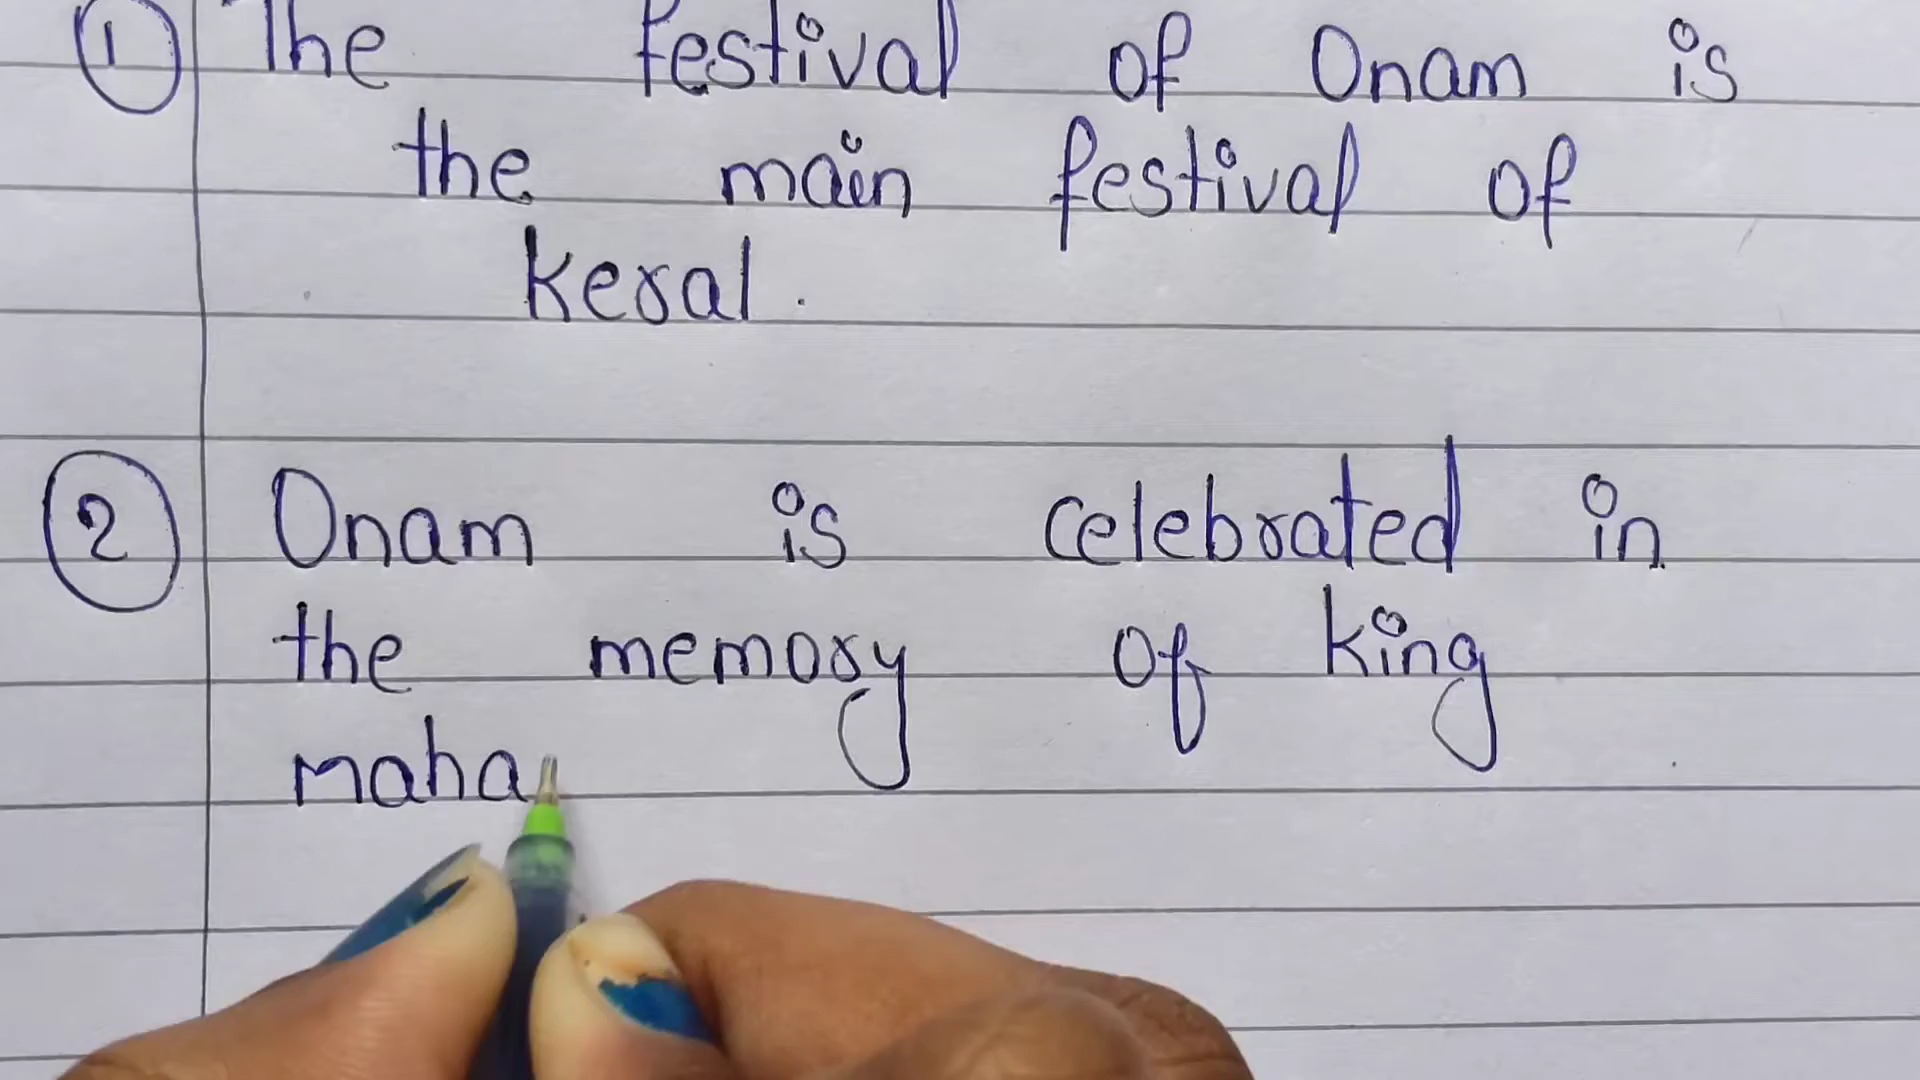 ① The festival of Onam is
the main festival of
keral.
② Onam is celebrated in
the memory of king
maha